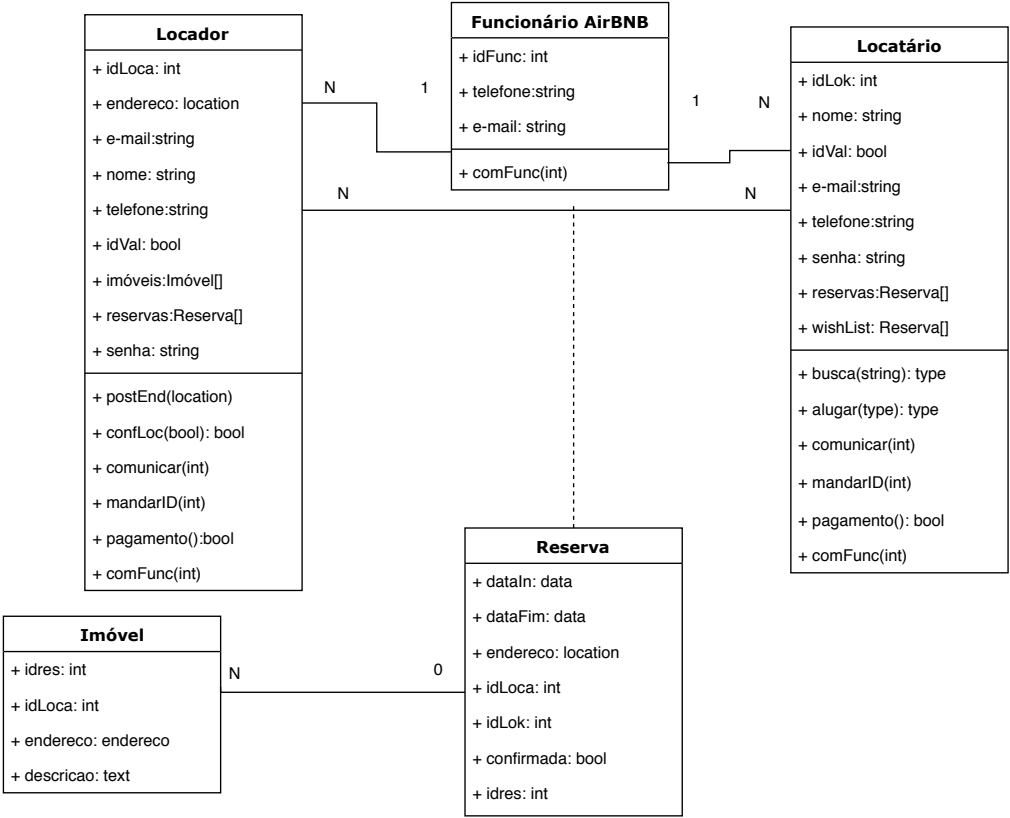 Locador
+ idLoca: int
+ endereco: location
+ e-mail:string
+ nome: string
+ telefone:string
+ idVal: bool
+ imóveis:Imóvel[]
+ reservas:Reserva[]
+ senha: string
+ postEnd(location)
+ confLoc(bool): bool
+ comunicar(int)
+ mandarID(int)
+ pagamento():bool
+ comFunc(int)
N
1
Funcionário AirBNB
+ idFunc: int
+ telefone:string
+ e-mail: string
+ comFunc(int)
1
N
N
N
Locatário
+ idLok: int
+ nome: string
+ idVal: bool
+ e-mail:string
+ telefone:string
+ senha: string
+ reservas:Reserva[]
+ wishList: Reserva[]
+ busca(string): type
+ alugar(type): type
+ comunicar(int)
+ mandarID(int)
+ pagamento(): bool
+ comFunc(int)
Imóvel
+ idres: int
+ idLoca: int
+ endereco: endereco
+ descricao: text
N
0
Reserva
+ dataIn: data
+ dataFim: data
+ endereco: location
+ idLoca: int
+ idLok: int
+ confirmada: bool
+ idres: int